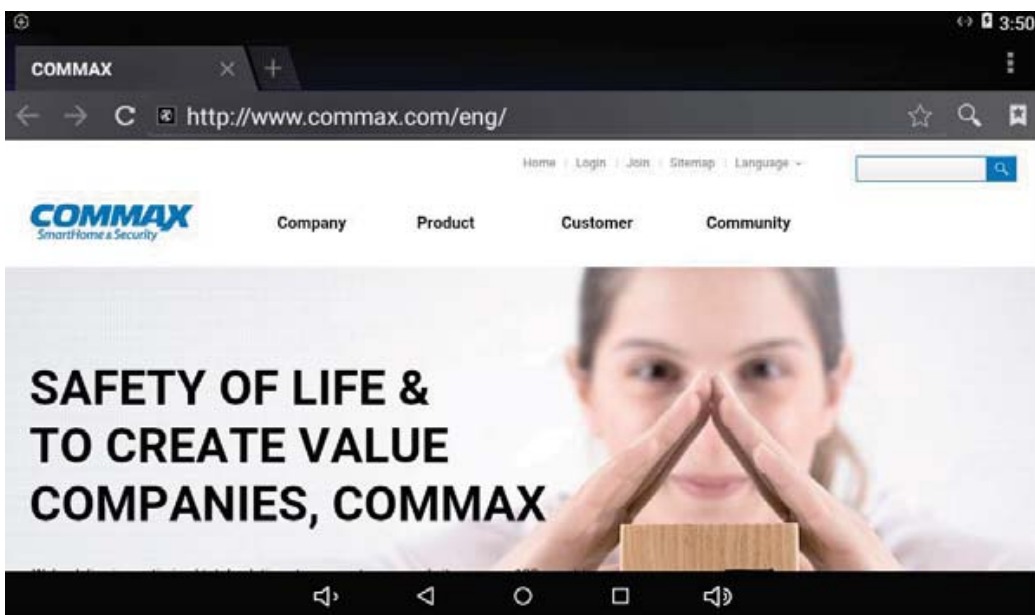 3:50
COMMAX
http://www.commax.com/eng/
Home Login Join Sitemap Language
COMMAX
SmartHome & Security
Company Product Customer Community
SAFETY OF LIFE &
TO CREATE VALUE
COMPANIES, COMMAX